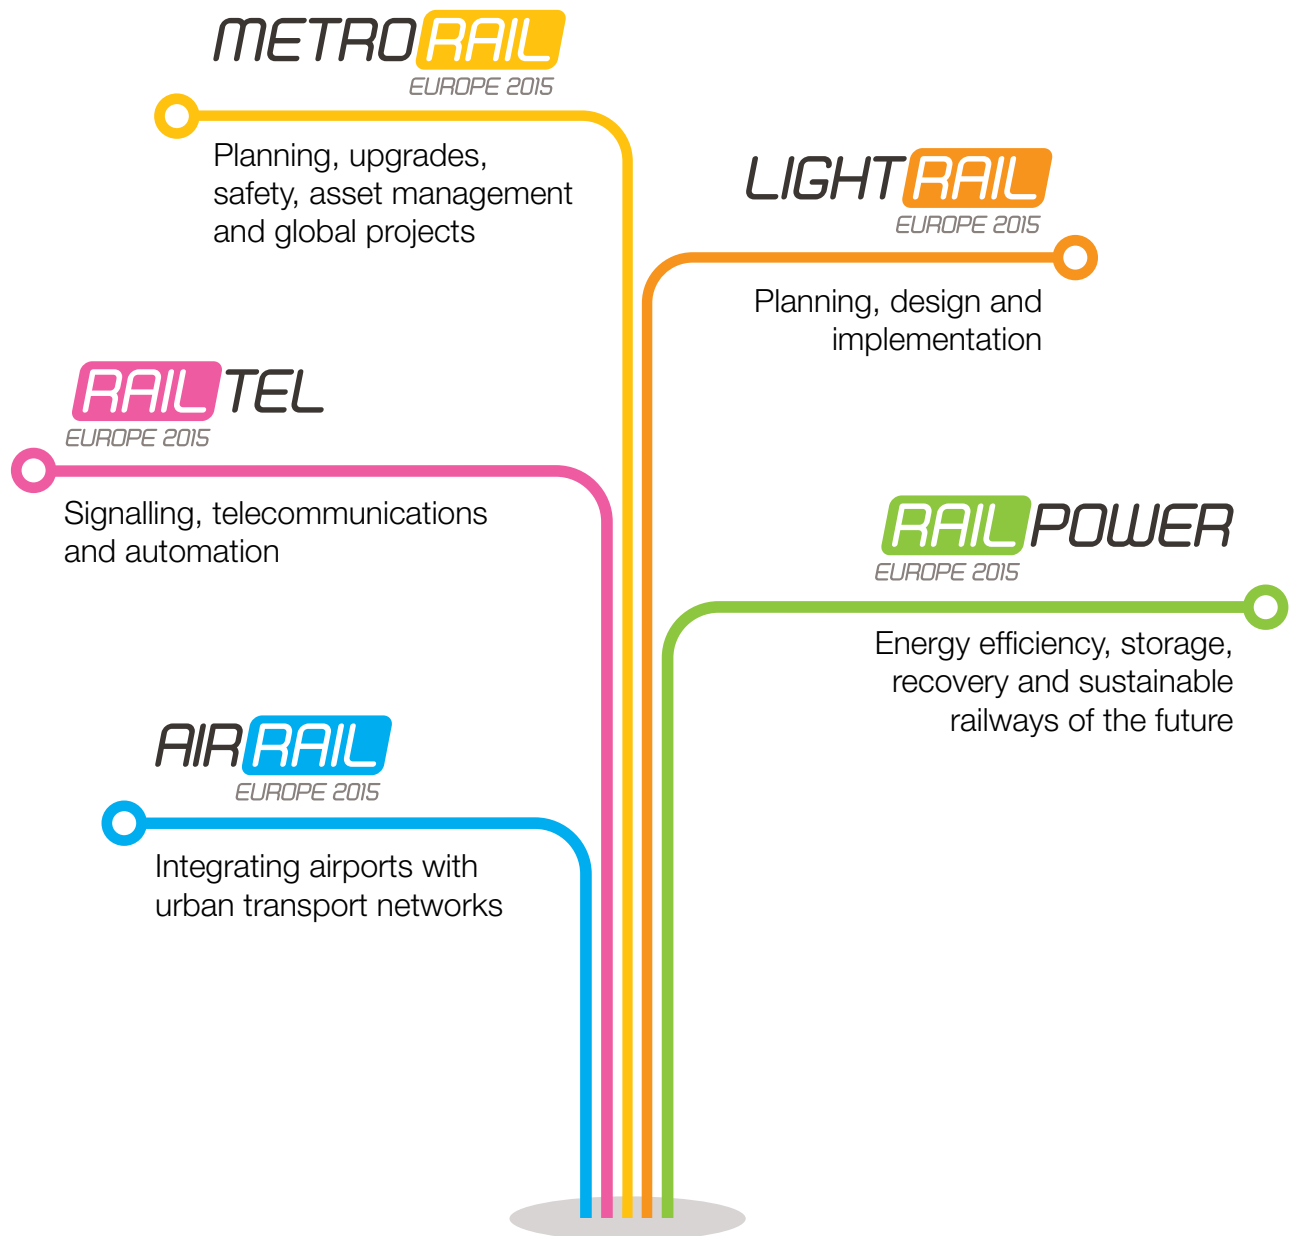 METRORAIL
EUROPE 2015
Planning, upgrades,
safety, asset management
and global projects
LIGHTRAIL
EUROPE 2015
Planning, design and
implementation
RAILTEL
EUROPE 2015
Signalling, telecommunications
and automation
RAILPOWER
EUROPE 2015
Energy efficiency, storage,
recovery and sustainable
railways of the future
AIRRAIL
EUROPE 2015
Integrating airports with
urban transport networks